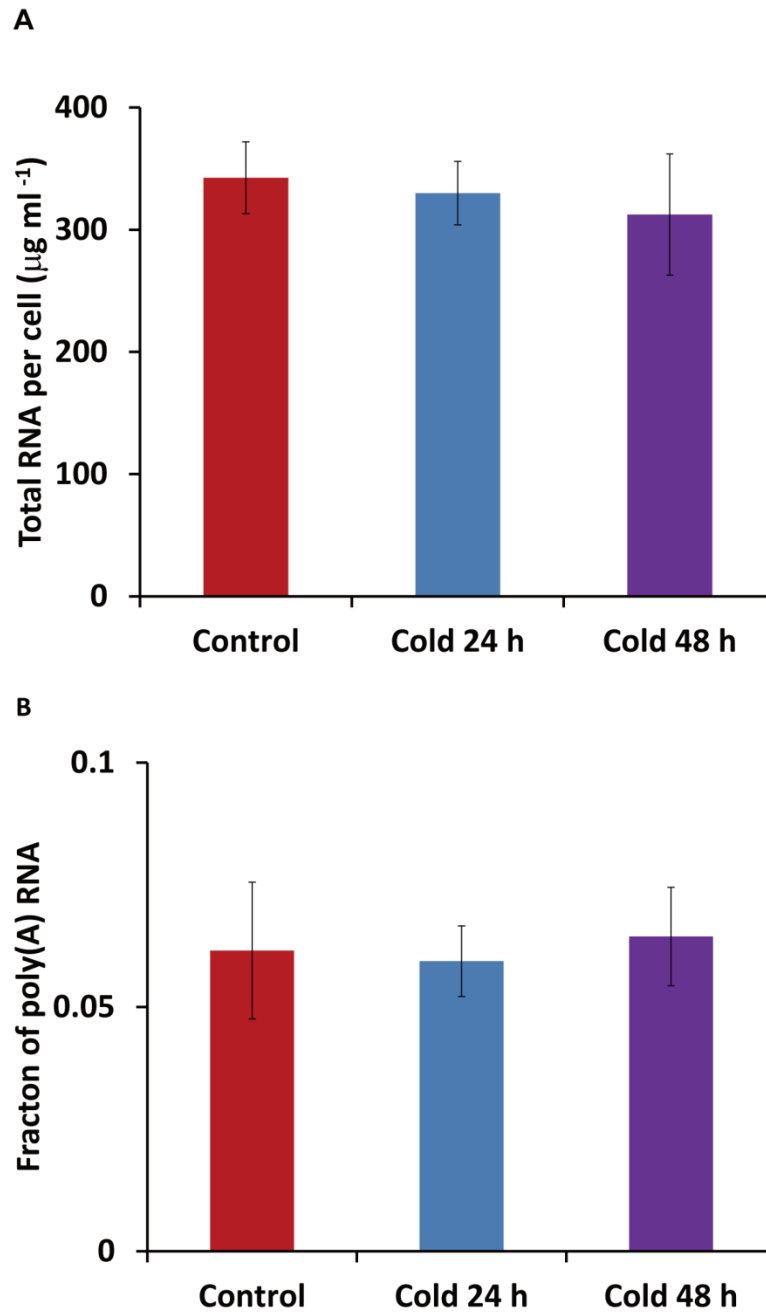 A
Total RNA per cell (µg ml⁻¹)
400
300
200
100
0
Control Cold 24 h Cold 48 h
B
Fracton of poly(A) RNA
0.1
0.05
0
Control Cold 24 h Cold 48 h